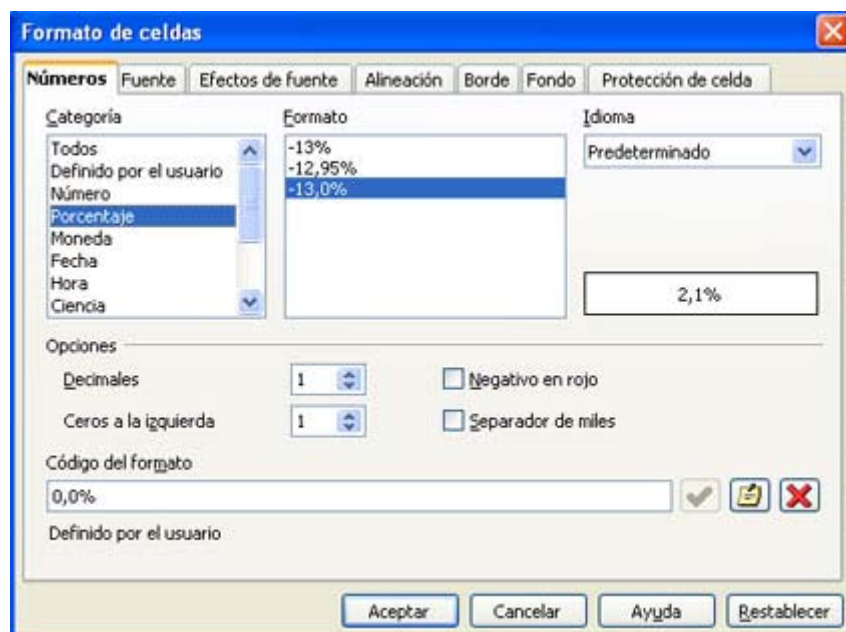 Formato de celdas
Números Fuente Efectos de fuente Alineación Borde Fondo Protección de celda
Categoría
Todos
Definido por el usuario
Número
Porcentaje
Moneda
Fecha
Hora
Ciencia
Formato
-13%
-12,95%
-13,0%
Idioma
Predeterminado
2,1%
Opciones
Decimales 1
Negativo en rojo
Ceros a la izquierda 1
Separador de miles
Código del formato
0,0%
Definido por el usuario
Aceptar Cancelar Ayuda Restablecer